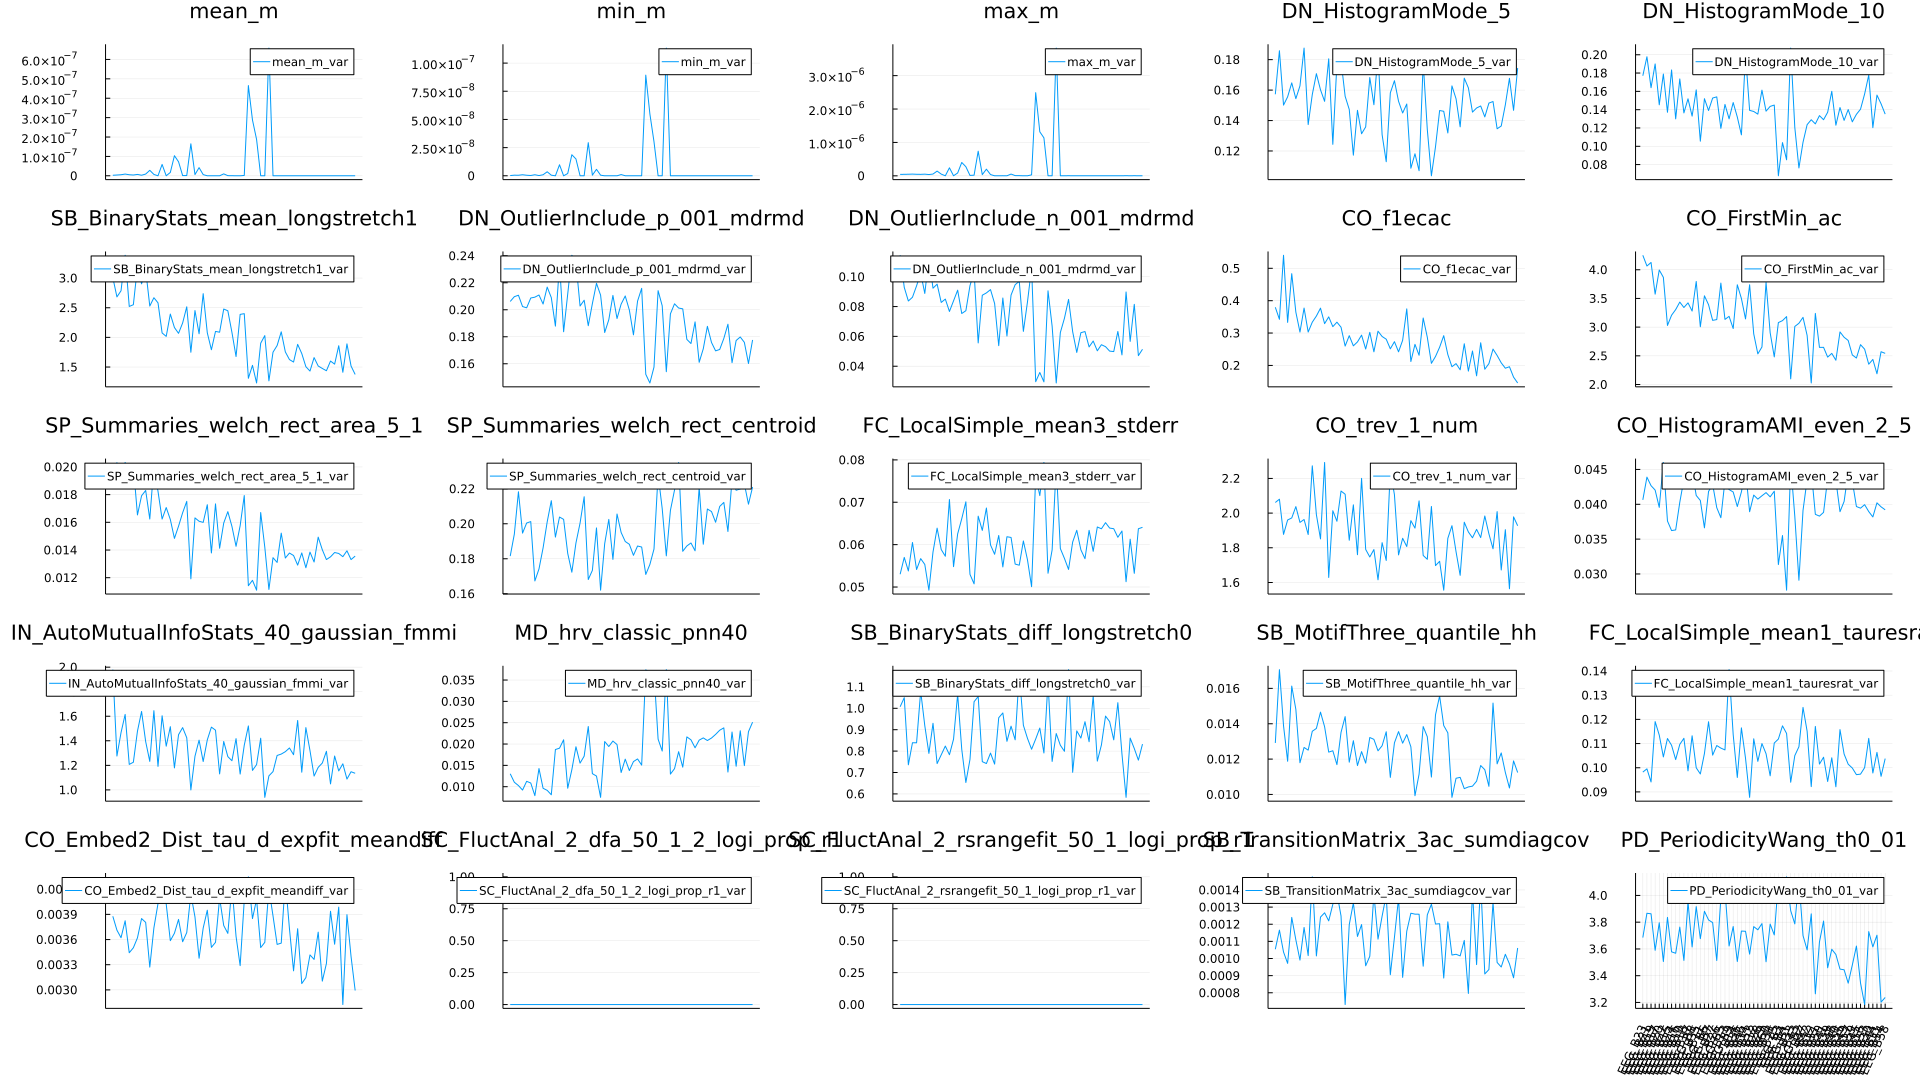 mean_m
min_m
max_m
DN_HistogramMode_5
DN_HistogramMode_10
6.0×10⁻⁷
5.0×10⁻⁷
4.0×10⁻⁷
3.0×10⁻⁷
2.0×10⁻⁷
1.0×10⁻⁷
0
mean_m_var
1.00×10⁻⁷
7.50×10⁻⁸
5.00×10⁻⁸
2.50×10⁻⁸
0
min_m_var
3.0×10⁻⁶
2.0×10⁻⁶
1.0×10⁻⁶
0
max_m_var
0.18
0.16
0.14
0.12
DN_HistogramMode_5_var
0.20
0.18
0.16
0.14
0.12
0.10
0.08
DN_HistogramMode_10_var
SB_BinaryStats_mean_longstretch1
DN_OutlierInclude_p_001_mdrmd
DN_OutlierInclude_n_001_mdrmd
CO_f1ecac
CO_FirstMin_ac
3.0
2.5
2.0
1.5
SB_BinaryStats_mean_longstretch1_var
0.24
0.22
0.20
0.18
0.16
DN_OutlierInclude_p_001_mdrmd_var
0.10
0.08
0.06
0.04
DN_OutlierInclude_n_001_mdrmd_var
0.5
0.4
0.3
0.2
CO_f1ecac_var
4.0
3.5
3.0
2.5
2.0
CO_FirstMin_ac_var
SP_Summaries_welch_rect_area_5_1
SP_Summaries_welch_rect_centroid
FC_LocalSimple_mean3_stderr
CO_trev_1_num
CO_HistogramAMI_even_2_5
0.020
0.018
0.016
0.014
0.012
SP_Summaries_welch_rect_area_5_1_var
0.22
0.20
0.18
0.16
SP_Summaries_welch_rect_centroid_var
0.08
0.07
0.06
0.05
FC_LocalSimple_mean3_stderr_var
2.2
2.0
1.8
1.6
CO_trev_1_num_var
0.045
0.040
0.035
0.030
CO_HistogramAMI_even_2_5_var
IN_AutoMutualInfoStats_40_gaussian_fmmi
MD_hrv_classic_pnn40
SB_BinaryStats_diff_longstretch0
SB_MotifThree_quantile_hh
FC_LocalSimple_mean1_tauresra
2.0
1.6
1.4
1.2
1.0
IN_AutoMutualInfoStats_40_gaussian_fmmi_var
0.035
0.030
0.025
0.020
0.015
0.010
MD_hrv_classic_pnn40_var
1.1
1.0
0.9
0.8
0.7
0.6
SB_BinaryStats_diff_longstretch0_var
0.016
0.014
0.012
0.010
SB_MotifThree_quantile_hh_var
0.14
0.13
0.12
0.11
0.10
0.09
FC_LocalSimple_mean1_tauresrat_var
CO_Embed2_Dist_tau_d_expfit_meandiff
SC_FluctAnal_2_dfa_50_1_2_logi_prop_r1
SC_FluctAnal_2_rsrangefit_50_1_logi_prop_r1
SB_TransitionMatrix_3ac_sumdiagcov
PD_PeriodicityWang_th0_01
0.00
0.0039
0.0036
0.0033
0.0030
CO_Embed2_Dist_tau_d_expfit_meandiff_var
1.00
0.75
0.50
0.25
0.00
SC_FluctAnal_2_dfa_50_1_2_logi_prop_r1_var
1.00
0.75
0.50
0.25
0.00
SC_FluctAnal_2_rsrangefit_50_1_logi_prop_r1_var
0.0014
0.0013
0.0012
0.0011
0.0010
0.0009
0.0008
SB_TransitionMatrix_3ac_sumdiagcov_var
4.0
3.8
3.6
3.4
3.2
PD_PeriodicityWang_th0_01_var